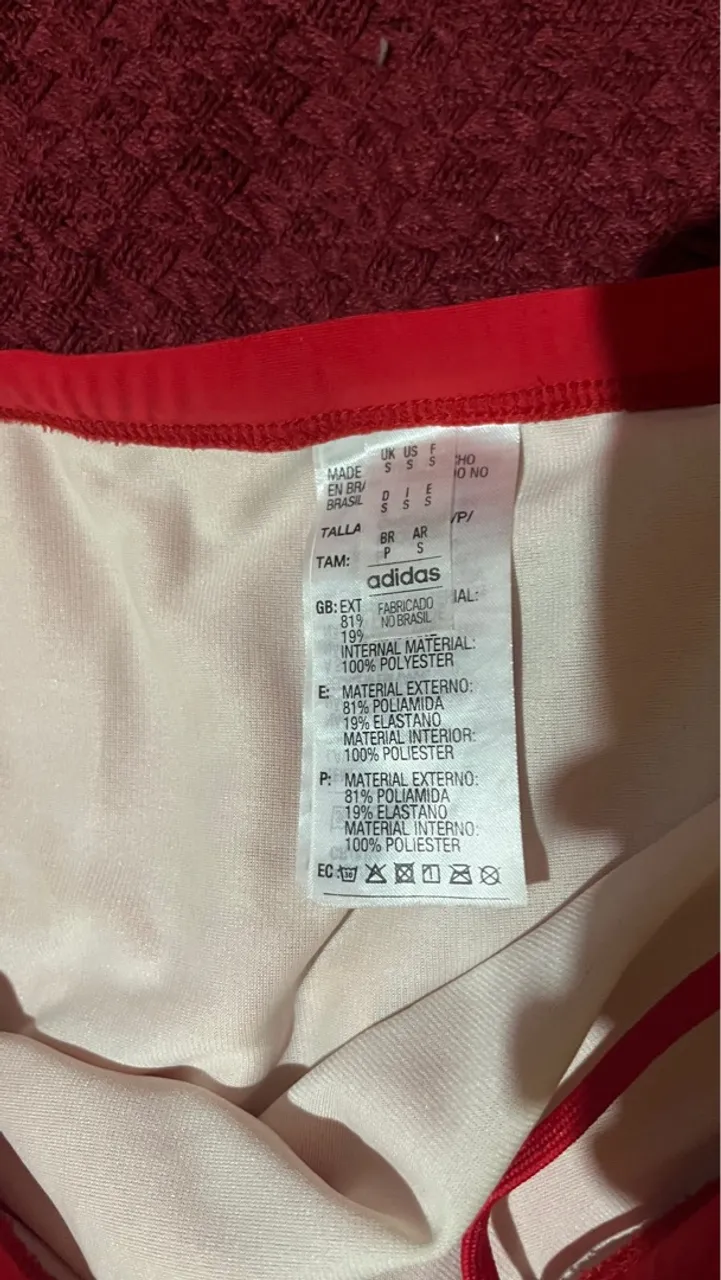 UK US F
S S S
D I E
S S S
BR AR
P S
adidas
FABRICADO
NO BRASIL
MADE
EN BRA
BRASIL
TALLA
TAM:
GB: EXT
81%
19%
INTERNAL MATERIAL:
100% POLYESTER
E: MATERIAL EXTERNO:
81% POLIAMIDA
19% ELASTANO
MATERIAL INTERIOR:
100% POLIESTER
P: MATERIAL EXTERNO:
81% POLIAMIDA
19% ELASTANO
MATERIAL INTERNO:
100% POLIESTER
EC